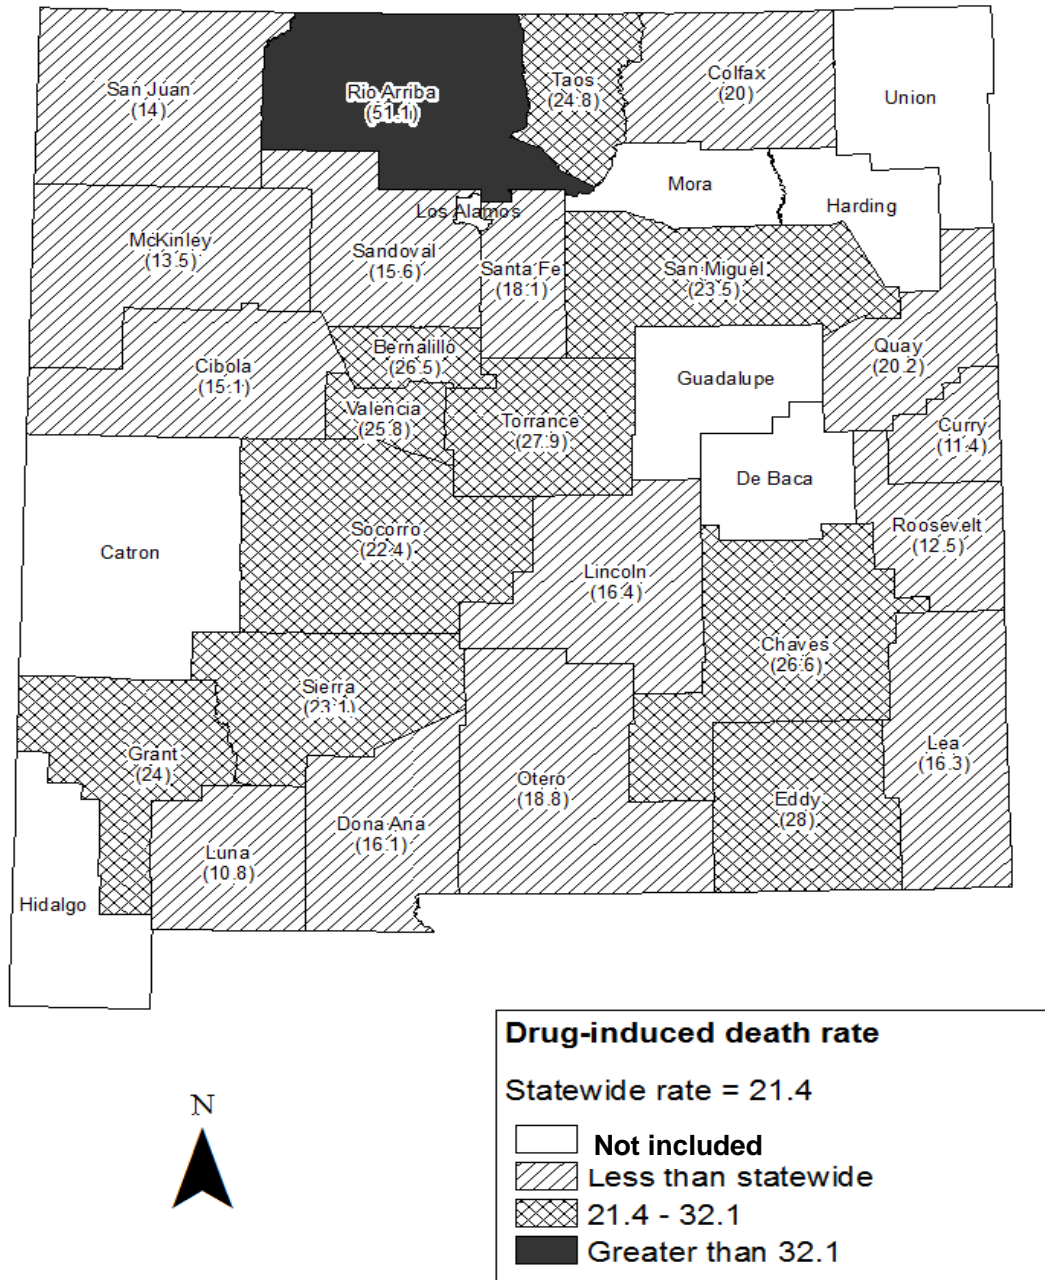 San Juan
(14)
Rio Arriba
(51.1)
Taos
(24.8)
Colfax
(20)
Union
Mora
Harding
Los Alamos
McKinley
(13.5)
Sandoval
(15.6)
Santa Fe
(18.1)
San Miguel
(23.5)
Quay
(20.2)
Cibola
(15.1)
Bernalillo
(26.5)
Guadalupe
Valencia
(25.8)
Torrance
(27.9)
Curry
(11.4)
De Baca
Roosevelt
(12.5)
Catron
Socorro
(22.4)
Lincoln
(16.4)
Chaves
(26.6)
Sierra
(23.1)
Grant
(24)
Otero
(18.8)
Lea
(16.3)
Eddy
(28)
Dona Ana
(16.1)
Luna
(10.8)
Hidalgo
N
Drug-induced death rate
Statewide rate = 21.4
Not included
Less than statewide
21.4 - 32.1
Greater than 32.1